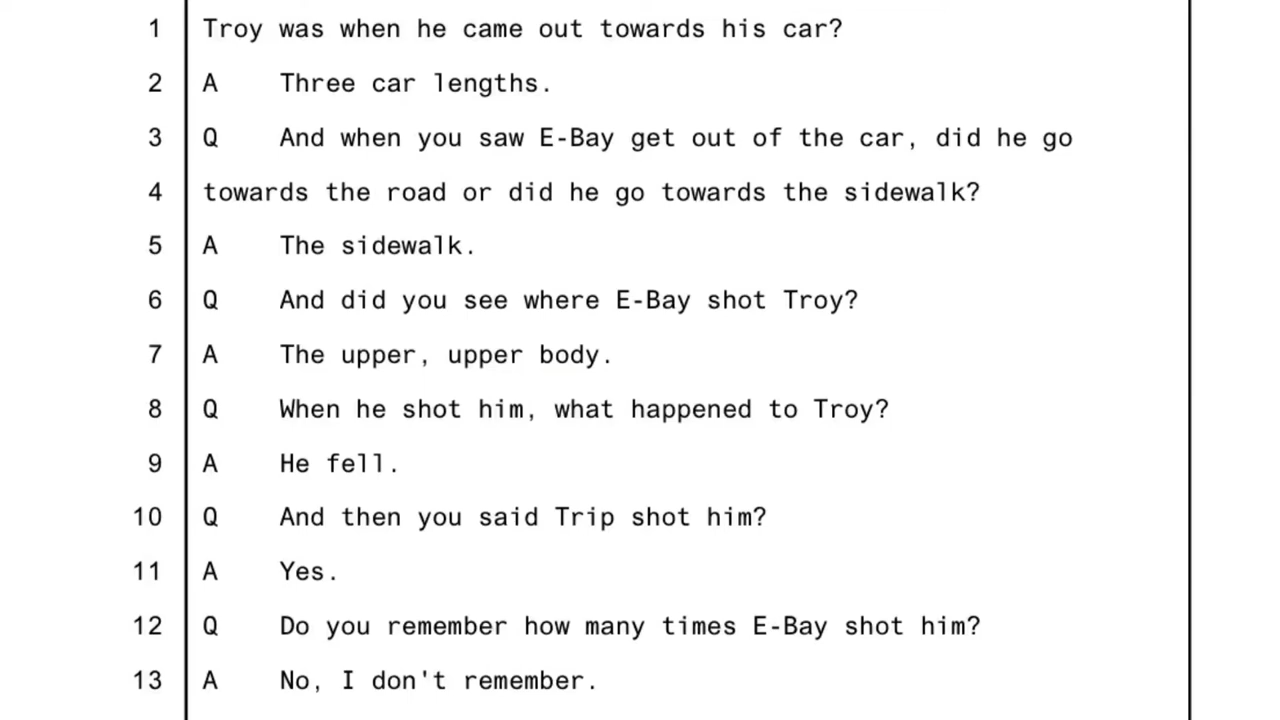 1 Troy was when he came out towards his car?
2 A Three car lengths.
3 Q And when you saw E-Bay get out of the car, did he go
4 towards the road or did he go towards the sidewalk?
5 A The sidewalk.
6 Q And did you see where E-Bay shot Troy?
7 A The upper, upper body.
8 Q When he shot him, what happened to Troy?
9 A He fell.
10 Q And then you said Trip shot him?
11 A Yes.
12 Q Do you remember how many times E-Bay shot him?
13 A No, I don't remember.